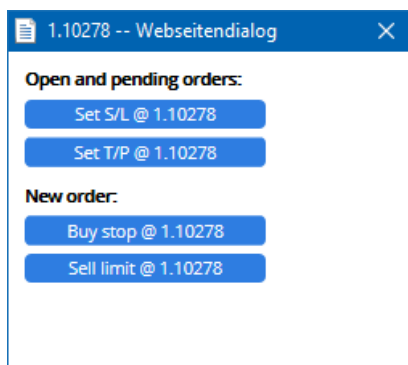 1.10278 -- Webseitendialog
Open and pending orders:
Set S/L @ 1.10278
Set T/P @ 1.10278
New order:
Buy stop @ 1.10278
Sell limit @ 1.10278